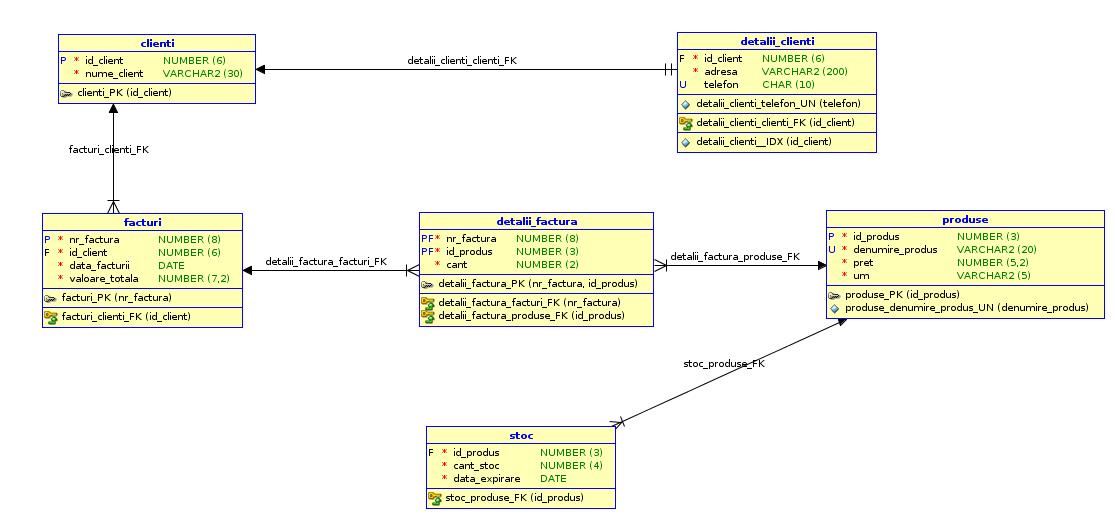 clienti
P * id_client NUMBER (6)
* nume_client VARCHAR2 (30)
clienti_PK (id_client)
detalii_clienti_clienti_FK
detalii_clienti
F * id_client NUMBER (6)
* adresa VARCHAR2 (200)
U telefon CHAR (10)
detalii_clienti_telefon_UN (telefon)
detalii_clienti_clienti_FK (id_client)
detalii_clienti__IDX (id_client)
facturi_clienti_FK
facturi
P * nr_factura NUMBER (8)
F * id_client NUMBER (6)
* data_facturii DATE
* valoare_totala NUMBER (7,2)
facturi_PK (nr_factura)
facturi_clienti_FK (id_client)
detalii_factura_facturi_FK
detalii_factura
PF* nr_factura NUMBER (8)
PF* id_produs NUMBER (3)
* cant NUMBER (2)
detalii_factura_PK (nr_factura, id_produs)
detalii_factura_facturi_FK (nr_factura)
detalii_factura_produse_FK (id_produs)
detalii_factura_produse_FK
produse
P * id_produs NUMBER (3)
U * denumire_produs VARCHAR2 (20)
* pret NUMBER (5,2)
* um VARCHAR2 (5)
produse_PK (id_produs)
produse_denumire_produs_UN (denumire_produs)
stoc_produse_FK
stoc
F * id_produs NUMBER (3)
* cant_stoc NUMBER (4)
* data_expirare DATE
stoc_produse_FK (id_produs)